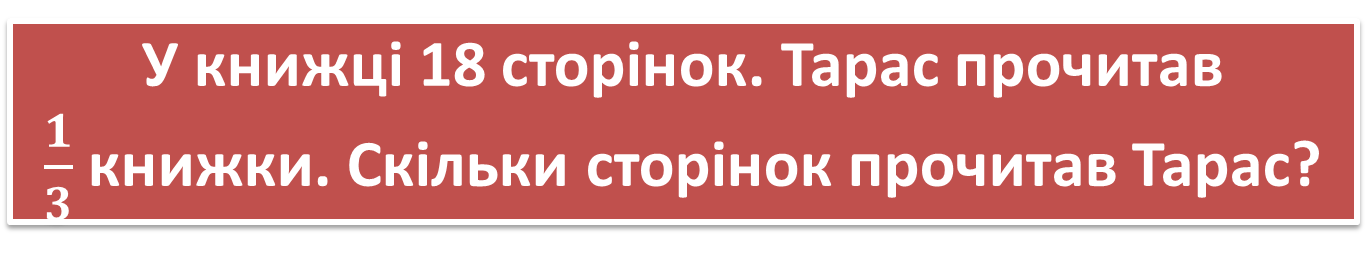 У книжці 18 сторінок. Тарас прочитав
1/3 книжки. Скільки сторінок прочитав Тарас?